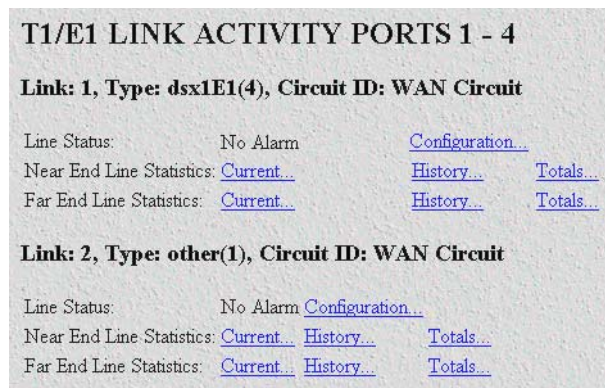 T1/E1 LINK ACTIVITY PORTS 1 - 4
Link: 1, Type: dsx1E1(4), Circuit ID: WAN Circuit
Line Status: No Alarm Configuration...
Near End Line Statistics: Current... History... Totals...
Far End Line Statistics: Current... History... Totals...
Link: 2, Type: other(1), Circuit ID: WAN Circuit
Line Status: No Alarm Configuration...
Near End Line Statistics: Current... History... Totals...
Far End Line Statistics: Current... History... Totals...